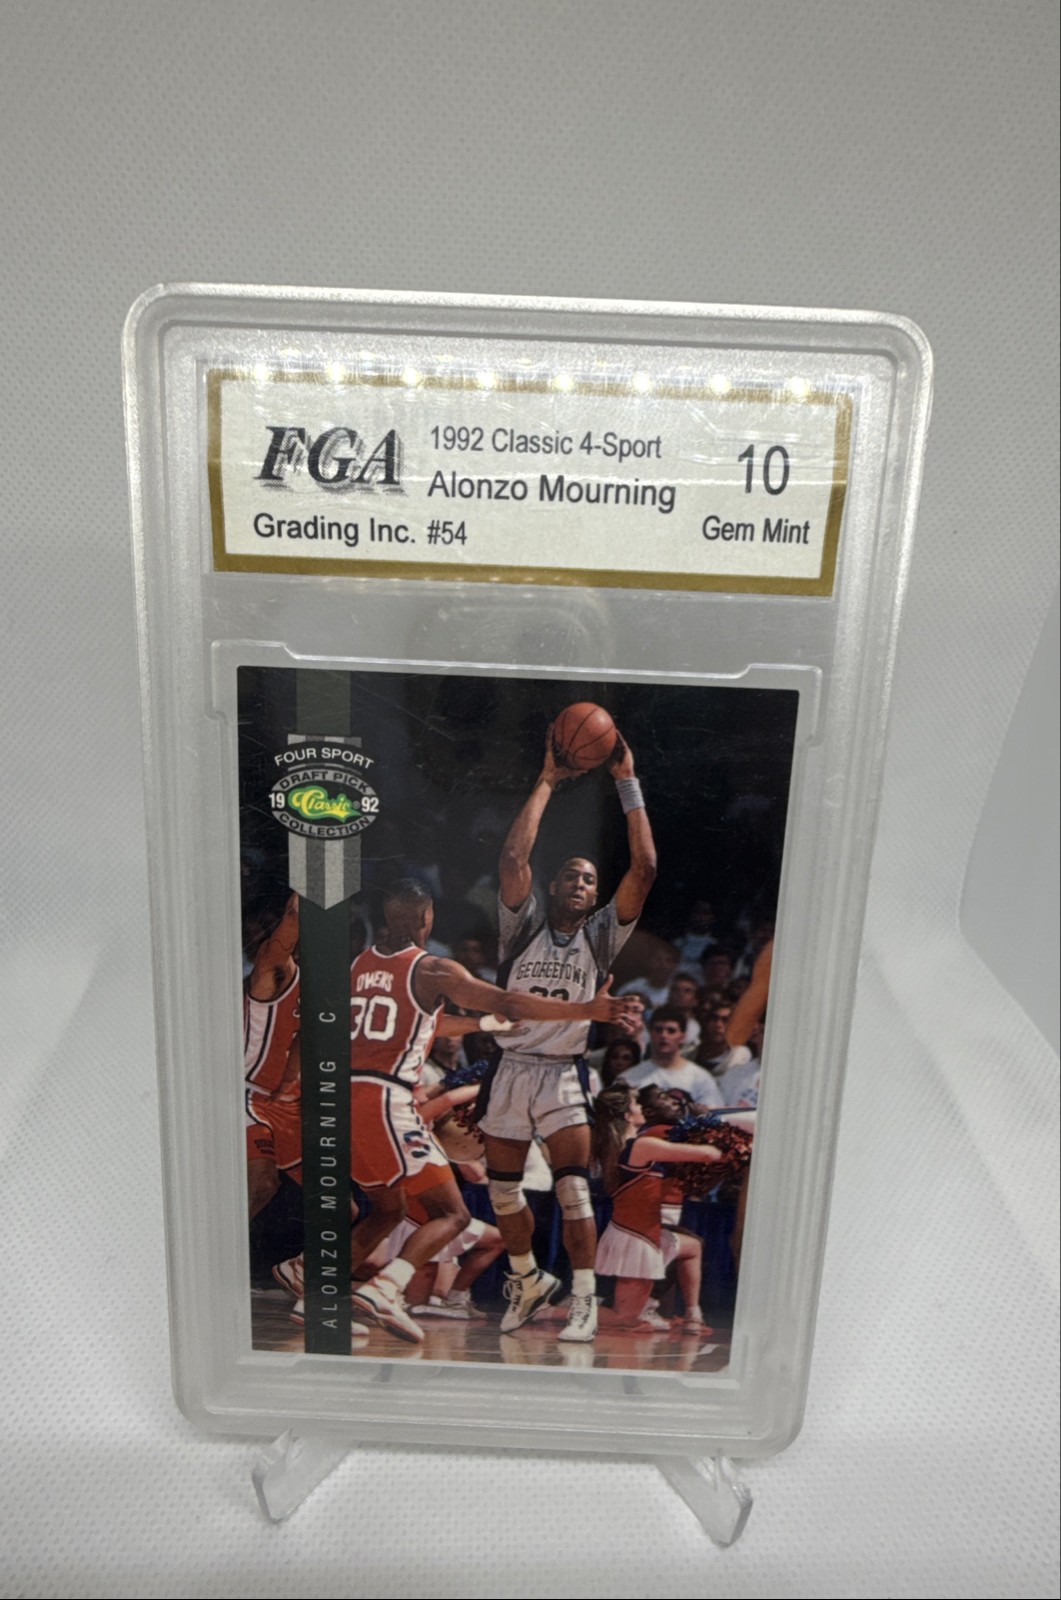 FGA
1992 Classic 4-Sport
Alonzo Mourning
10
Grading Inc. #54
Gem Mint
FOUR SPORT
DRAFT PICK
19 Classic® 92
COLLECTION
ALONZO MOURNING C
OWENS
30
GEORGETOWN
33